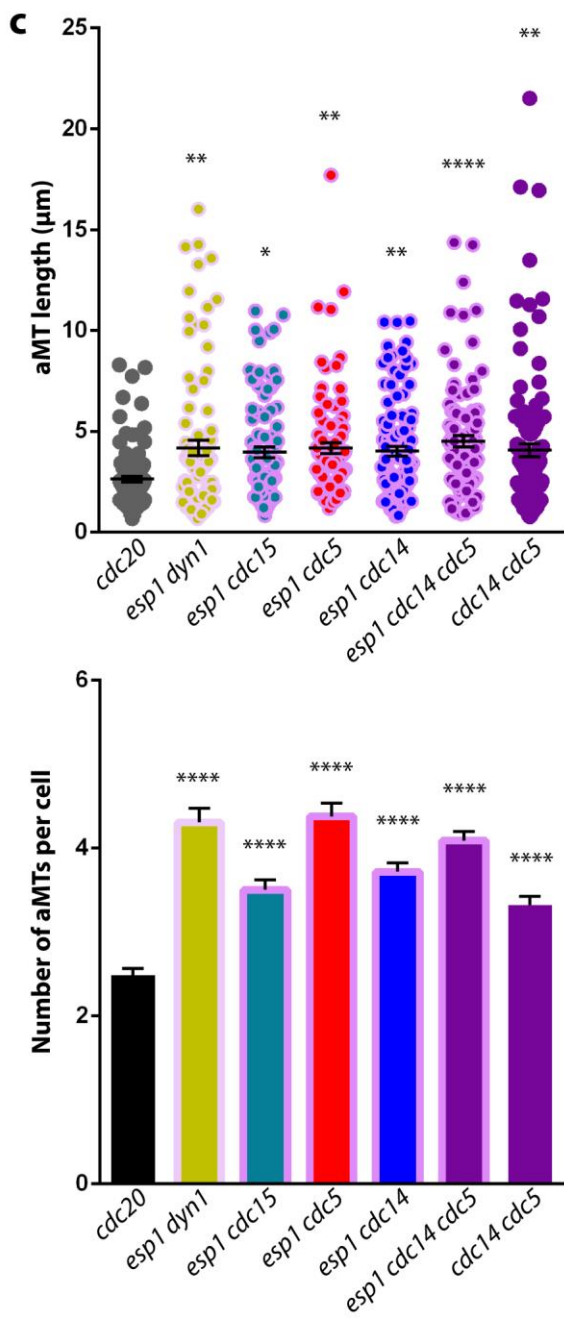 c
aMT length (µm)
25
20
15
10
5
0
**
*
**
**
****
**
cdc20
esp1 dyn1
esp1 cdc15
esp1 cdc5
esp1 cdc14
esp1 cdc14 cdc5
cdc14 cdc5
Number of aMTs per cell
6
4
2
0
****
****
****
****
****
****
cdc20
esp1 dyn1
esp1 cdc15
esp1 cdc5
esp1 cdc14
esp1 cdc14 cdc5
cdc14 cdc5